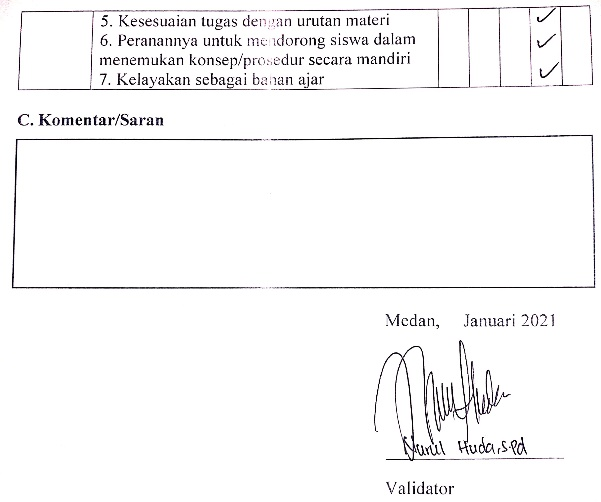 5. Kesesuaian tugas dengan urutan materi
6. Peranannya untuk mendorong siswa dalam
menemukan konsep/prosedur secara mandiri
7. Kelayakan sebagai bahan ajar
C. Komentar/Saran
Medan, Januari 2021
Nurul Huda, S.Pd
Validator